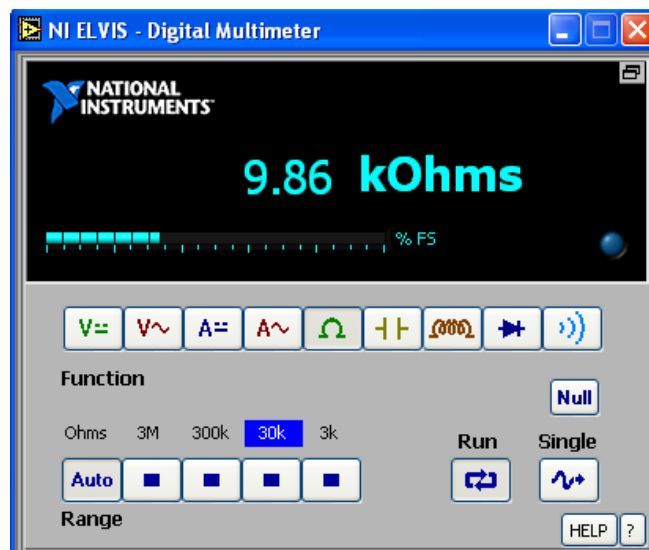 NI ELVIS - Digital Multimeter
NATIONAL
INSTRUMENTS
9.86 kOhms
% FS
V= V~ A= A~ Ω
Function
Null
Ohms 3M 300k 30k 3k
Run Single
Auto
Range
HELP ?